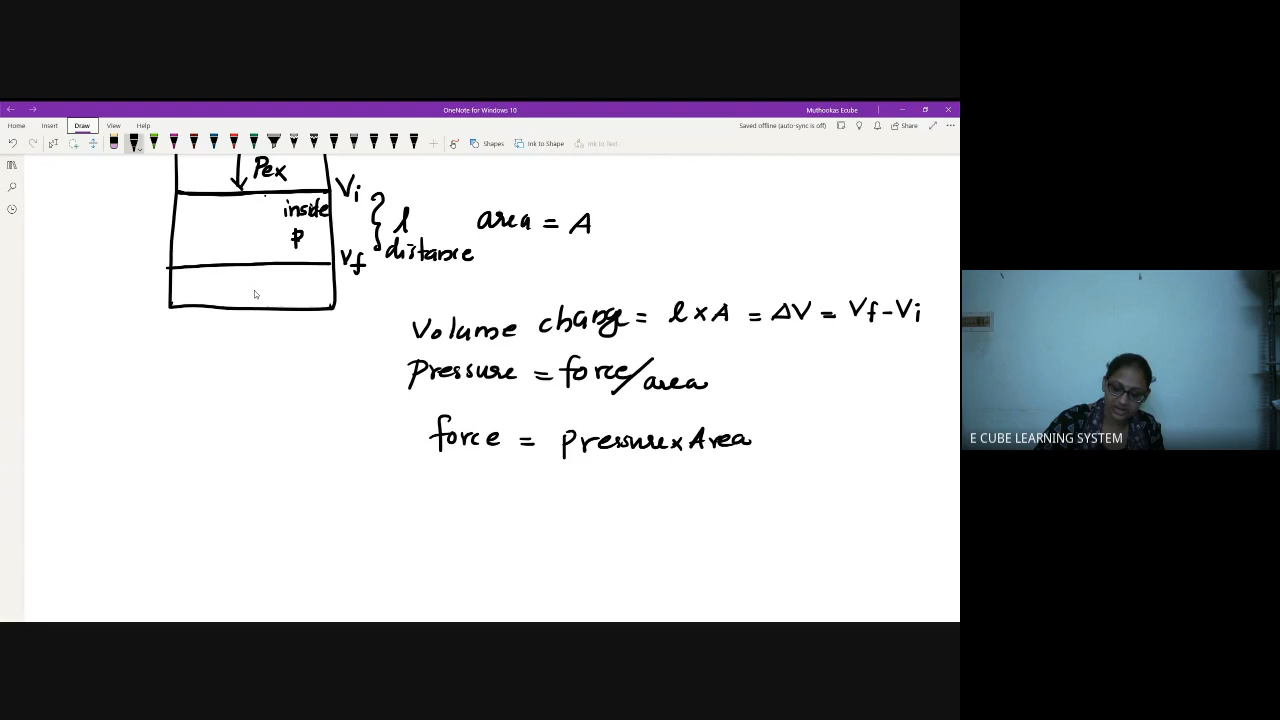 OneNote for Windows 10
Muthookas Ecube
Home Insert Draw View Help
Saved offline (auto-sync is off)
Share
Shapes
Ink to Shape
Ink to Text
Pex
Vi
inside
p
l
distance
Vf
area = A
Volume change = l × A = ΔV = Vf - Vi
Pressure = force/area
force = pressure × Area
E CUBE LEARNING SYSTEM